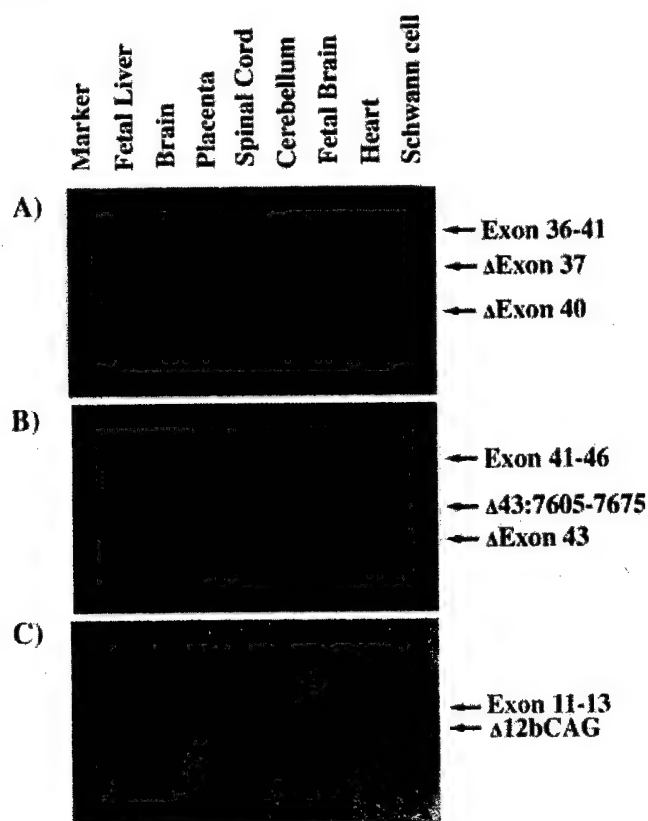 Marker
Fetal Liver
Brain
Placenta
Spinal Cord
Cerebellum
Fetal Brain
Heart
Schwann cell
A)
Exon 36-41
ΔExon 37
ΔExon 40
B)
Exon 41-46
Δ43:7605-7675
ΔExon 43
C)
Exon 11-13
Δ12bCAG